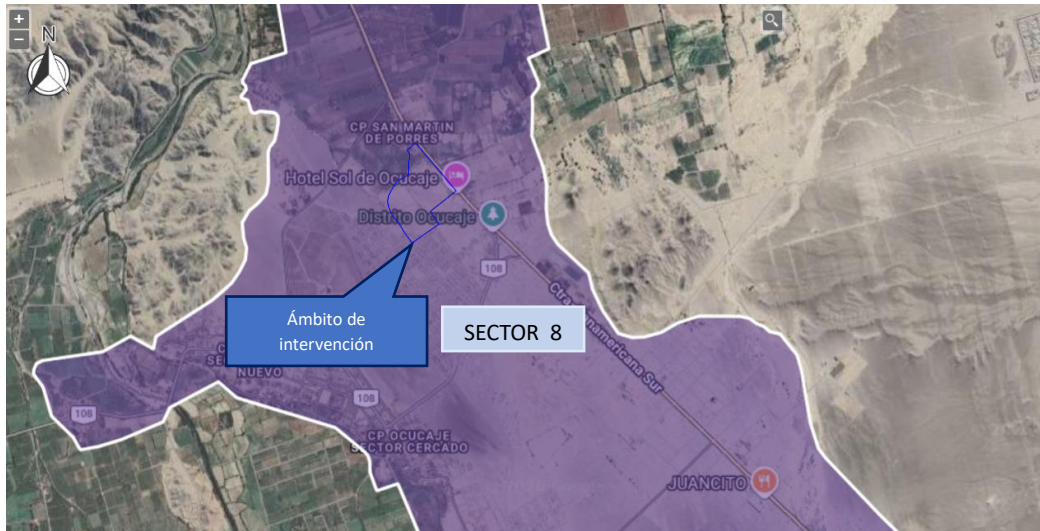 +
−
N
CP SAN MARTIN
DE PORRES
Hotel Sol de Ocucaje
Distrito Ocucaje
108
Ctra. Panamericana Sur
Ámbito de
intervención
SECTOR 8
NUEVO
108
108
CP OCUCAJE
SECTOR CERCADO
JUANCITO